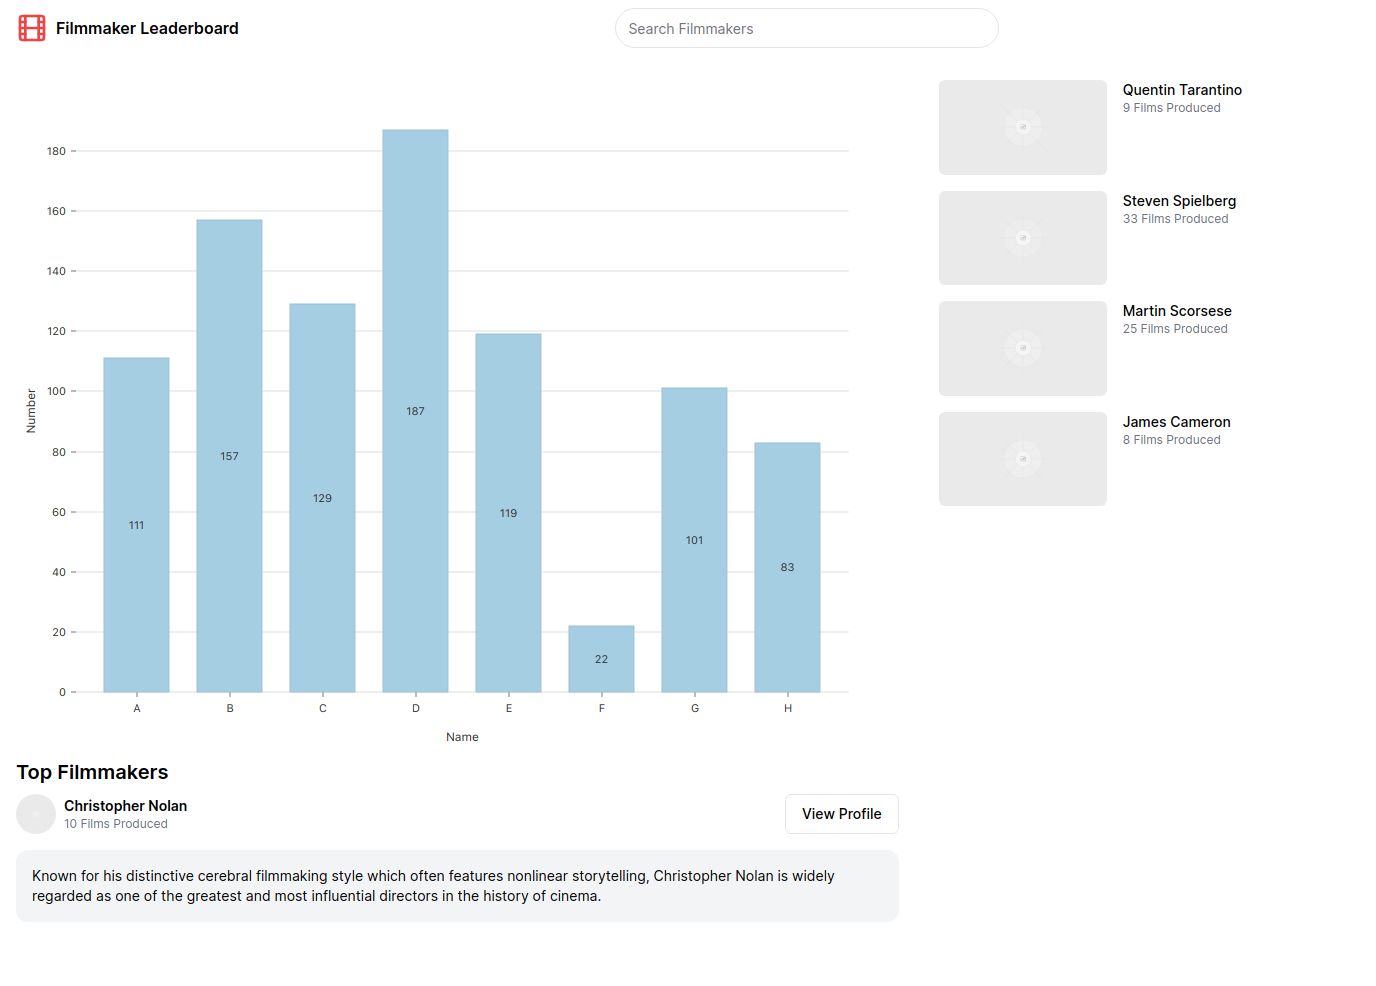 Filmmaker Leaderboard
Search Filmmakers
180
160
140
120
100
80
60
40
20
0
Number
111
157
129
187
119
22
101
83
A B C D E F G H
Name
Top Filmmakers
Christopher Nolan
10 Films Produced
View Profile
Known for his distinctive cerebral filmmaking style which often features nonlinear storytelling, Christopher Nolan is widely
regarded as one of the greatest and most influential directors in the history of cinema.
Quentin Tarantino
9 Films Produced
Steven Spielberg
33 Films Produced
Martin Scorsese
25 Films Produced
James Cameron
8 Films Produced